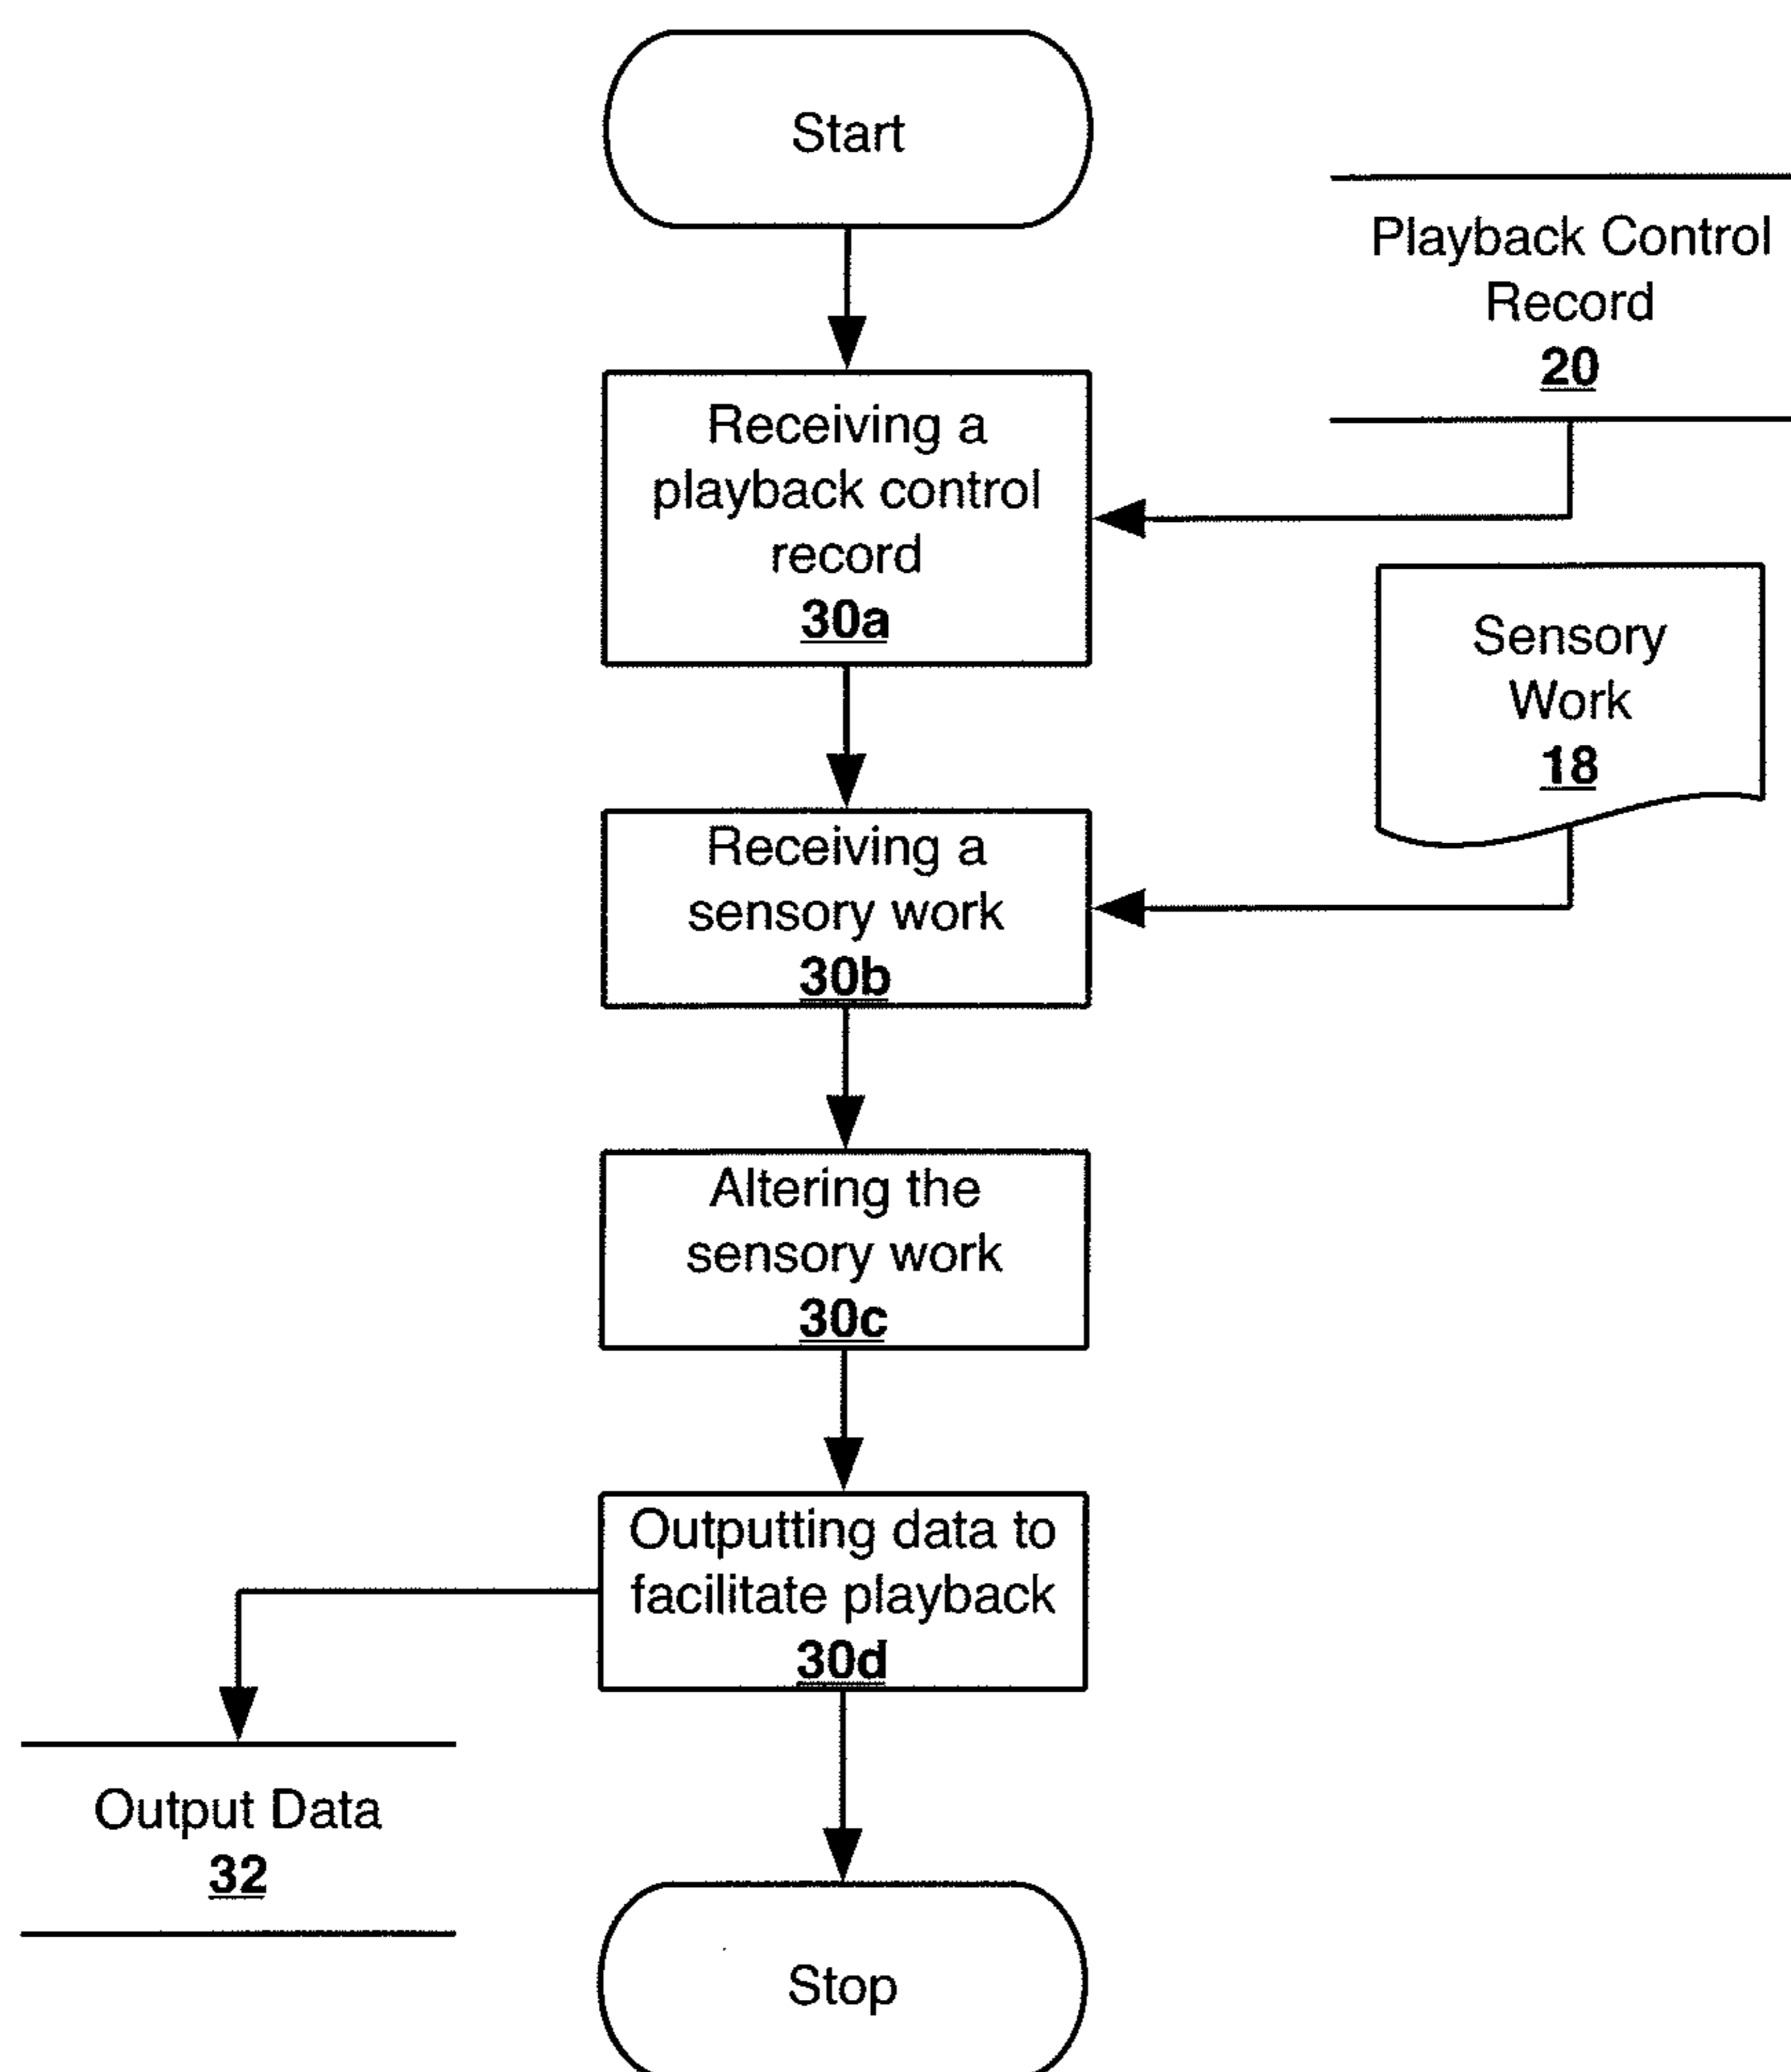 Start
Playback Control
Record
20
Receiving a
playback control
record
30a
Sensory
Work
18
Receiving a
sensory work
30b
Altering the
sensory work
30c
Outputting data to
facilitate playback
30d
Output Data
32
Stop